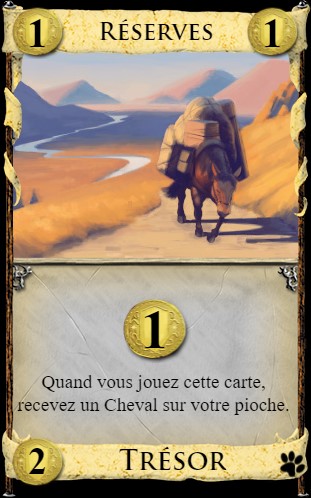 1 RÉSERVES 1
1
Quand vous jouez cette carte,
recevez un Cheval sur votre pioche.
2 TRÉSOR